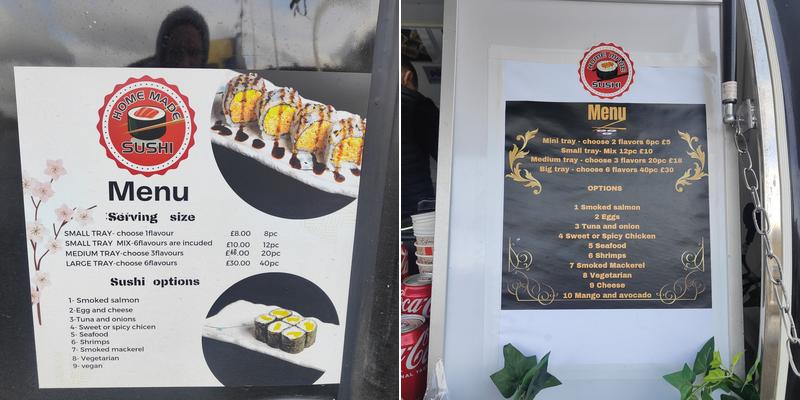 HOME MADE
SUSHI
Menu
Serving size
SMALL TRAY-choose 1flavour £8.00 8pc
SMALL TRAY MIX-6flavours are incuded £10.00 12pc
MEDIUM TRAY-choose 3flavours 20pc
LARGE TRAY-choose 6flavours £30.00 40pc
Sushi options
1- Smoked salmon
2-Egg and cheese
3-Tuna and onions
4- Sweet or spicy chicen
5- Seafood
6- Shrimps
7- Smoked mackerel
8- Vegetarian
9- vegan
HOME MADE
SUSHI
Menu
Mini tray - choose 2 flavors 6pc £5
Small tray- Mix 12pc £10
Medium tray - choose 3 flavors 20pc £18
Big tray - choose 6 flavors 40pc £30
OPTIONS
1 Smoked salmon
2 Eggs
3 Tuna and onion
4 Sweet or Spicy Chicken
5 Seafood
6 Shrimps
7 Smoked Mackerel
8 Vegetarian
9 Cheese
10 Mango and avocado